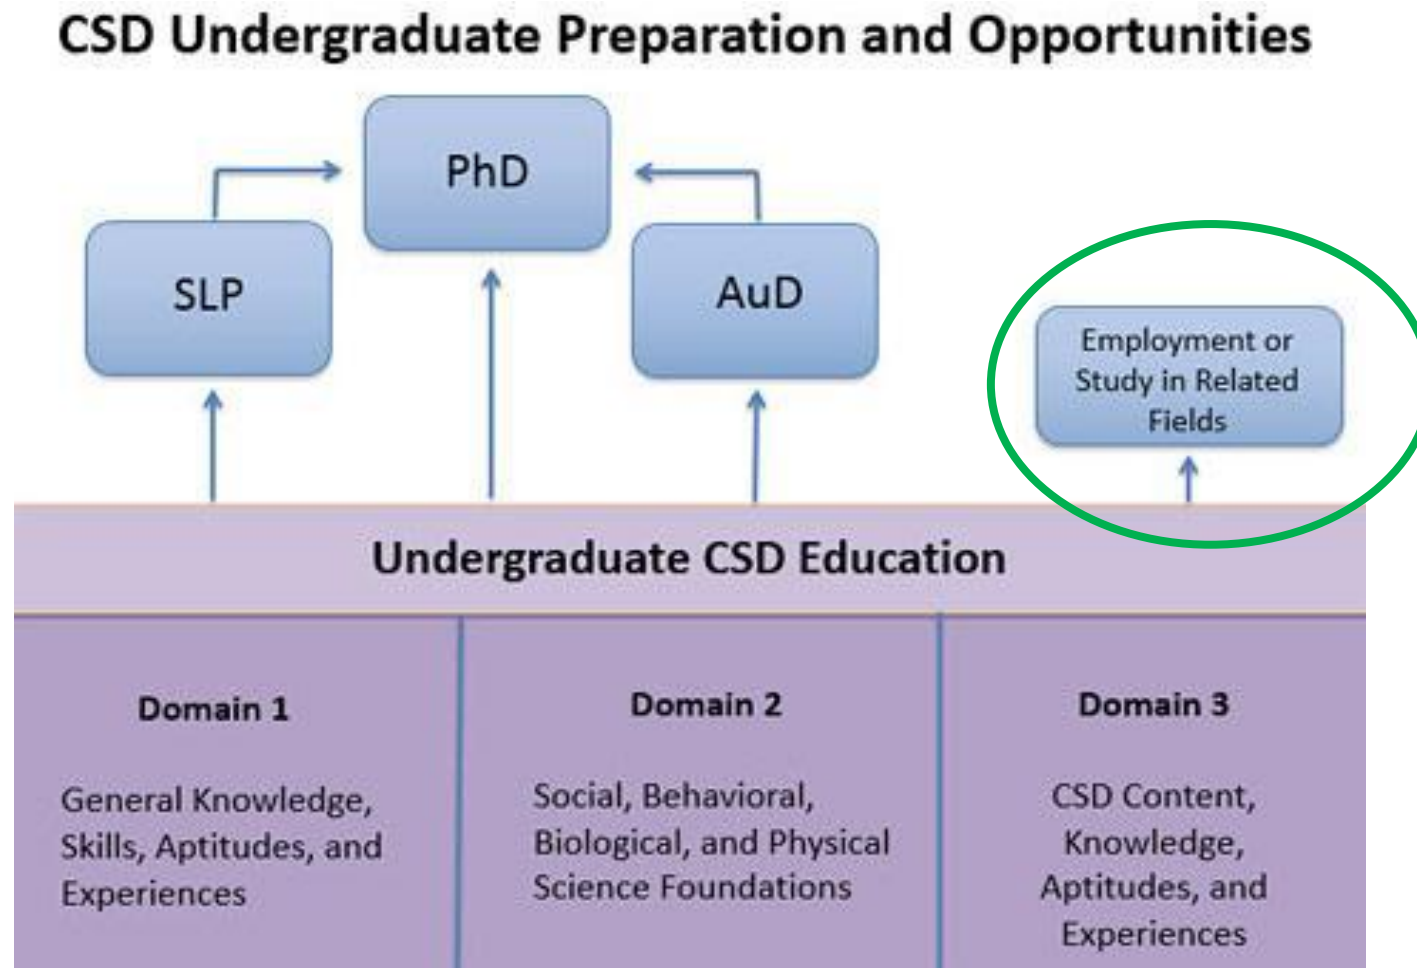 CSD Undergraduate Preparation and Opportunities
PhD
SLP
AuD
Employment or
Study in Related
Fields
Undergraduate CSD Education
Domain 1
General Knowledge,
Skills, Aptitudes, and
Experiences
Domain 2
Social, Behavioral,
Biological, and Physical
Science Foundations
Domain 3
CSD Content,
Knowledge,
Aptitudes, and
Experiences